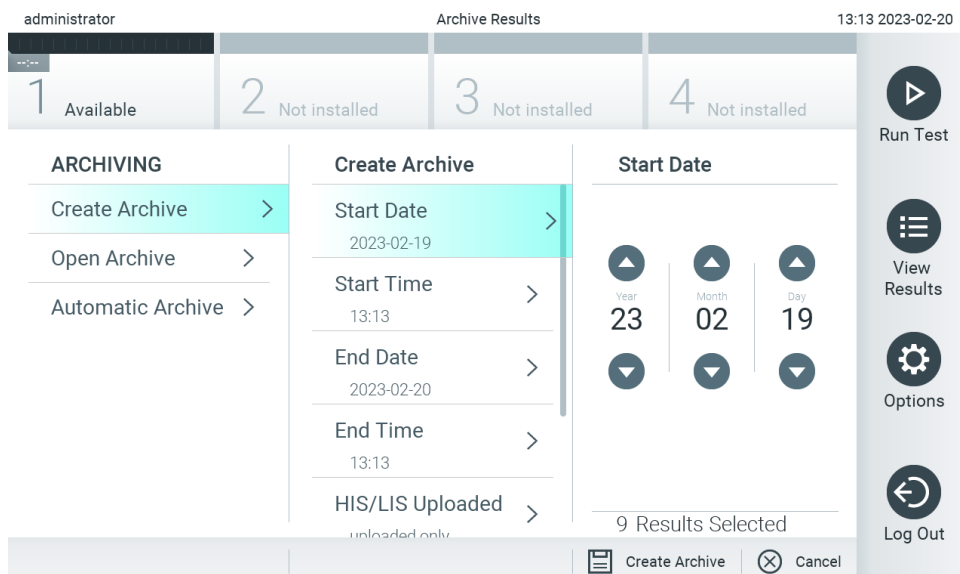 administrator
Archive Results
13:13 2023-02-20
--:--
1 Available
2 Not installed
3 Not installed
4 Not installed
Run Test
ARCHIVING
Create Archive
Open Archive
Automatic Archive
Create Archive
Start Date
2023-02-19
Start Time
13:13
End Date
2023-02-20
End Time
13:13
HIS/LIS Uploaded
uploaded only
Start Date
Year
23
Month
02
Day
19
9 Results Selected
View
Results
Options
Log Out
Create Archive
Cancel